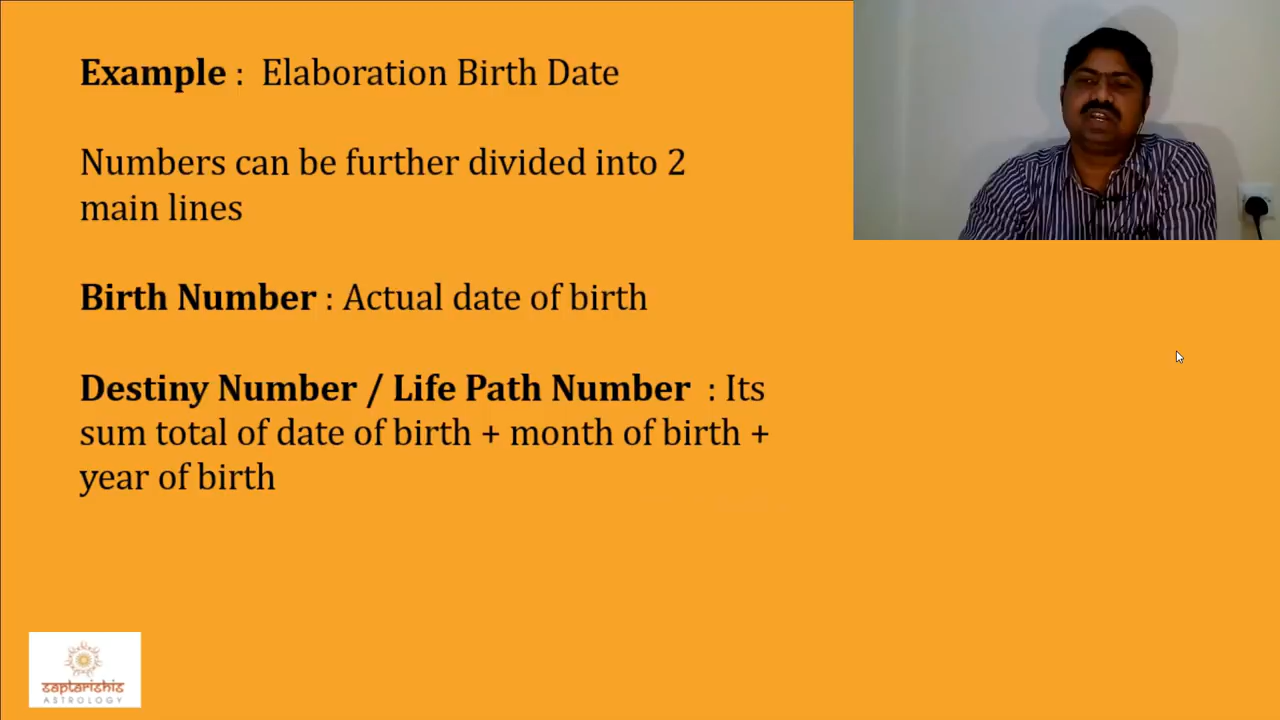 Example : Elaboration Birth Date
Numbers can be further divided into 2
main lines
Birth Number : Actual date of birth
Destiny Number / Life Path Number : Its
sum total of date of birth + month of birth +
year of birth
saptarishis
ASTROLOGY